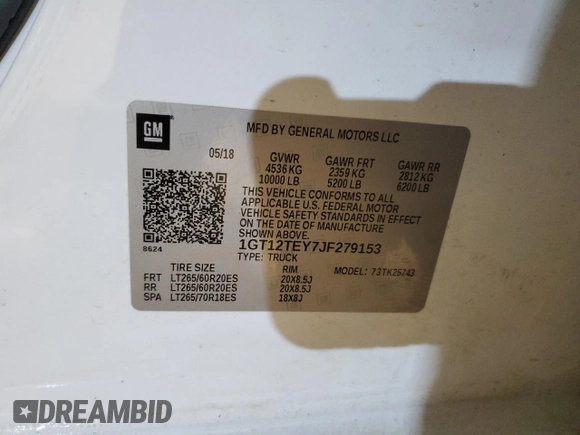 GM
MFD BY GENERAL MOTORS LLC
05/18 GVWR GAWR FRT GAWR RR
4536 KG 2359 KG 2812 KG
10000 LB 5200 LB 6200 LB
THIS VEHICLE CONFORMS TO ALL
APPLICABLE U.S. FEDERAL MOTOR
VEHICLE SAFETY STANDARDS IN EFFECT
ON THE DATE OF MANUFACTURE
SHOWN ABOVE.
8624
1GT12TEY7JF279153
TYPE: TRUCK
TIRE SIZE RIM MODEL: 73TK25743
FRT LT265/60R20ES 20X8.5J
RR LT265/60R20ES 20X8.5J
SPA LT265/70R18ES 18X8J
DREAMBID